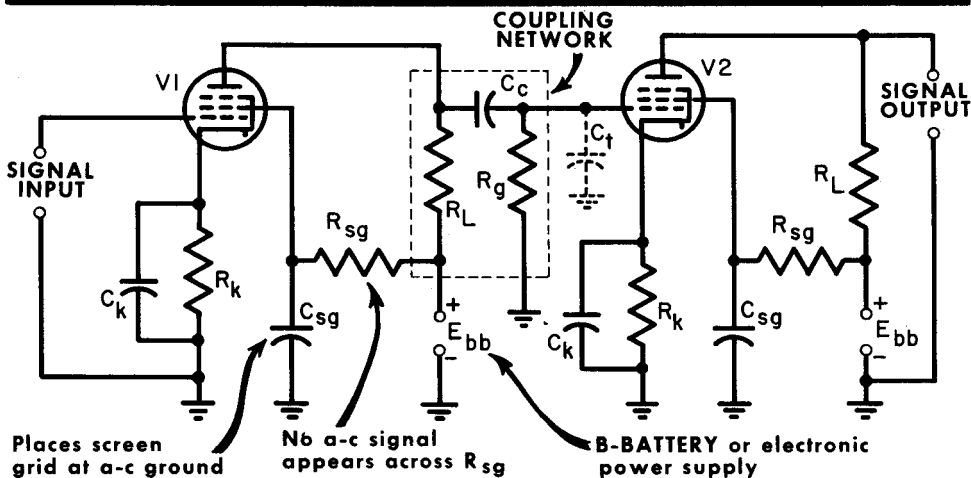 COUPLING
NETWORK
V1
Cc
V2
SIGNAL
OUTPUT
Ct
SIGNAL
INPUT
Rg
RL
RL
Rsg
Rsg
Rk
Ck
Csg
+
Ebb
-
Rk
Ck
Csg
+
Ebb
-
Places screen
grid at a-c ground
No a-c signal
appears across Rsg
B-BATTERY or electronic
power supply